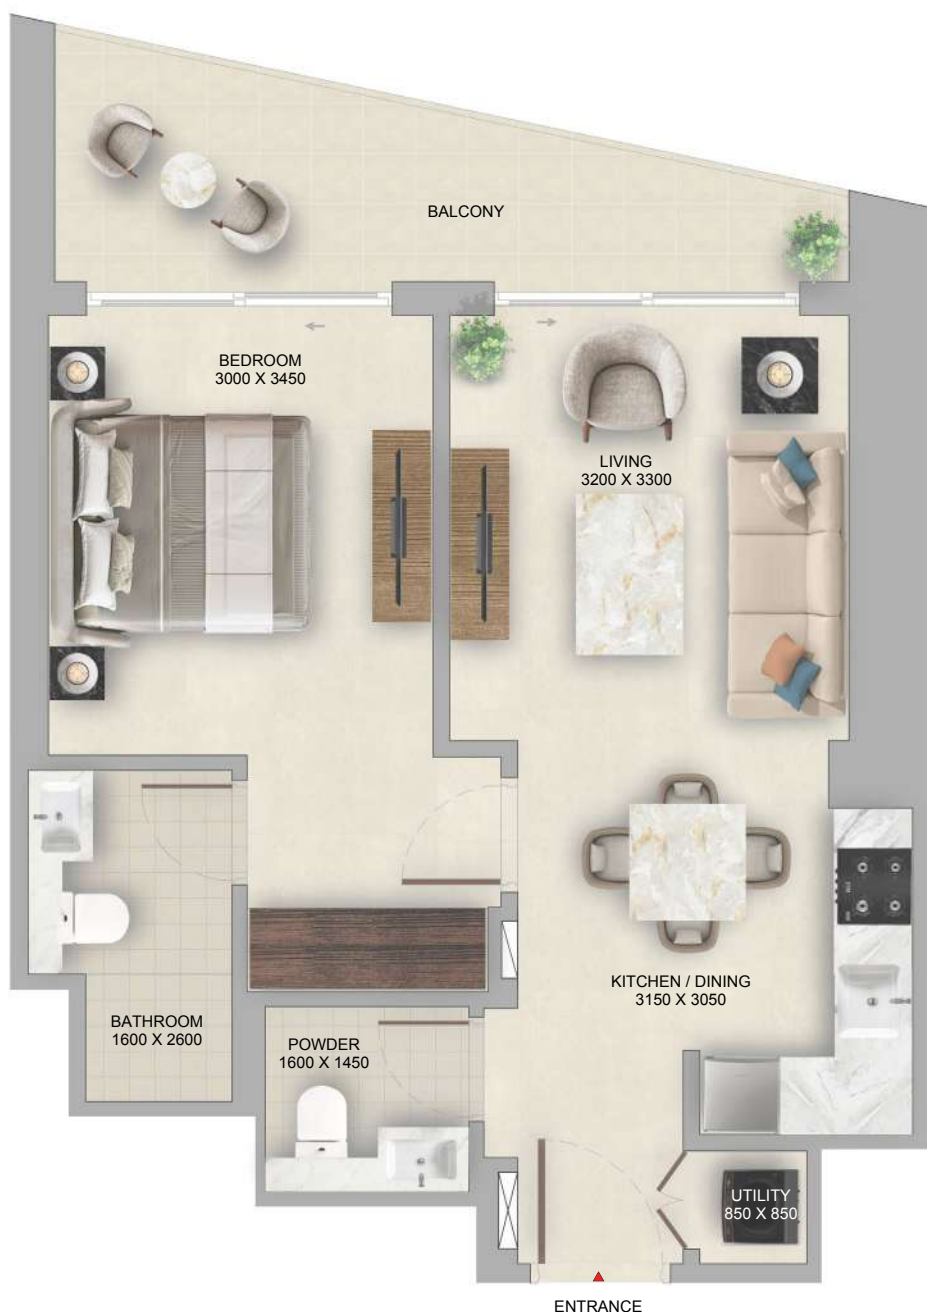 BALCONY
BEDROOM
3000 X 3450
LIVING
3200 X 3300
KITCHEN / DINING
3150 X 3050
BATHROOM
1600 X 2600
POWDER
1600 X 1450
UTILITY
850 X 850
ENTRANCE